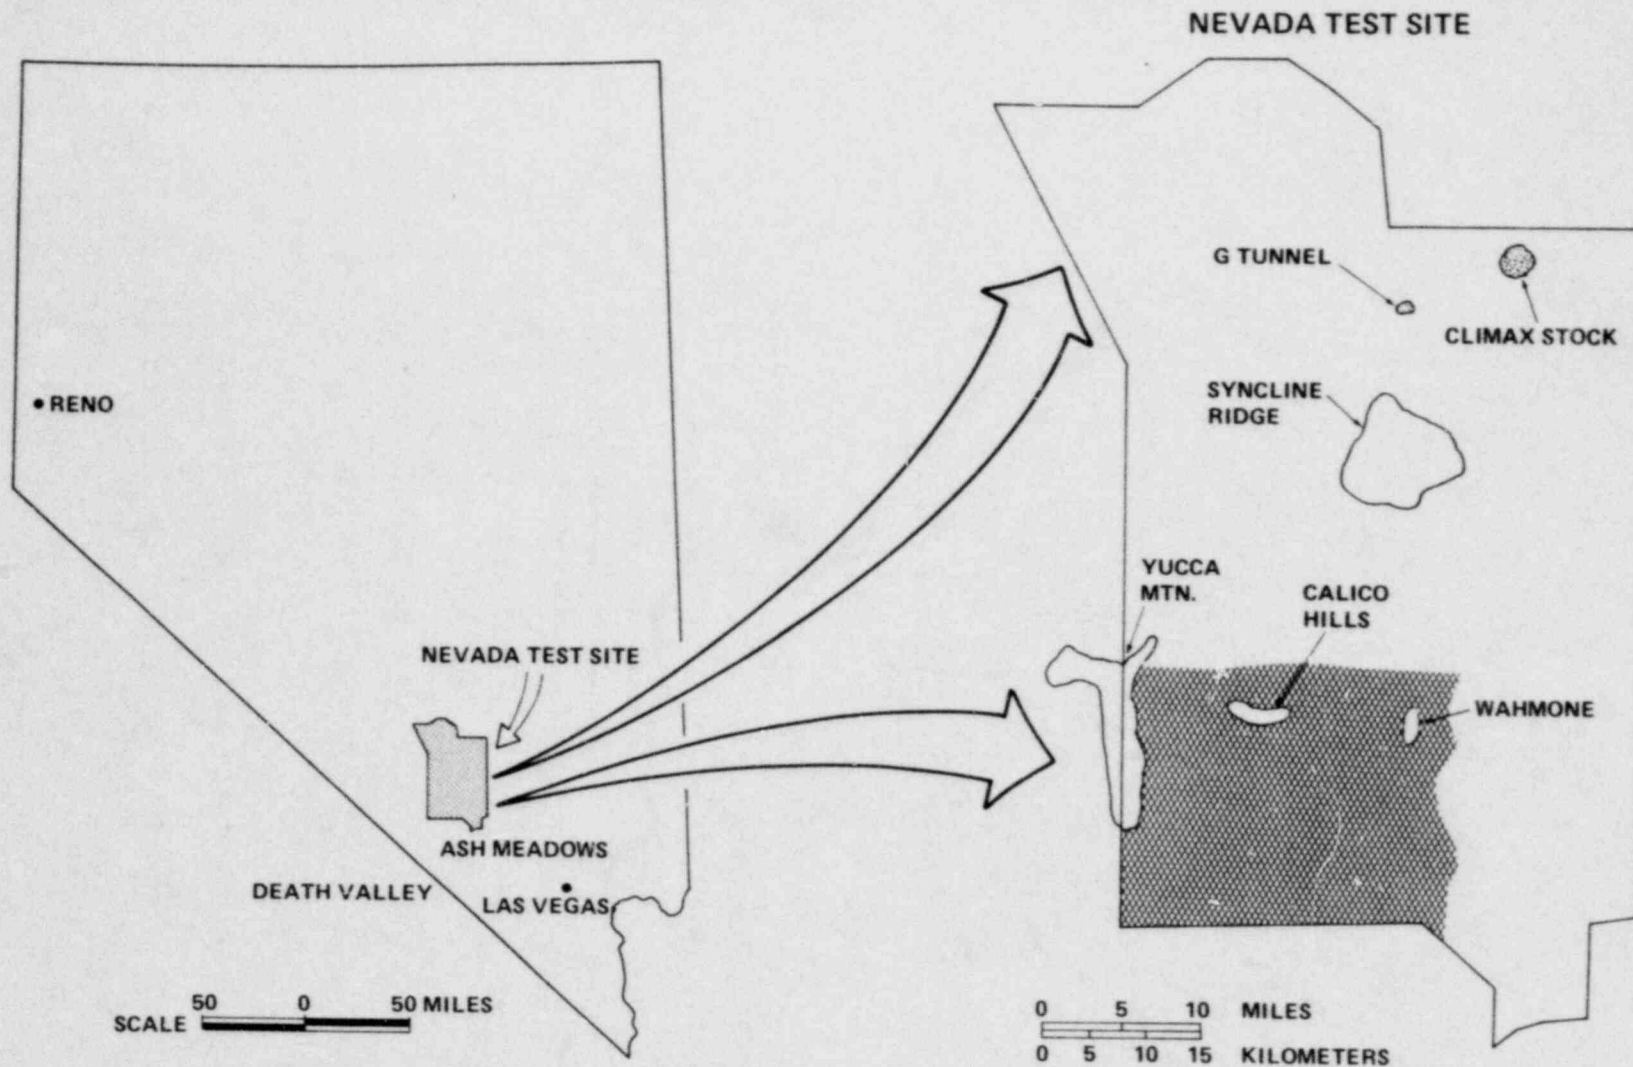 NEVADA TEST SITE
G TUNNEL
CLIMAX STOCK
RENO
SYNCLINE
RIDGE
YUCCA
MTN.
CALICO
HILLS
NEVADA TEST SITE
WAHMONE
ASH MEADOWS
DEATH VALLEY
LAS VEGAS
50 0 50 MILES
SCALE
0 5 10 MILES
0 5 10 15 KILOMETERS